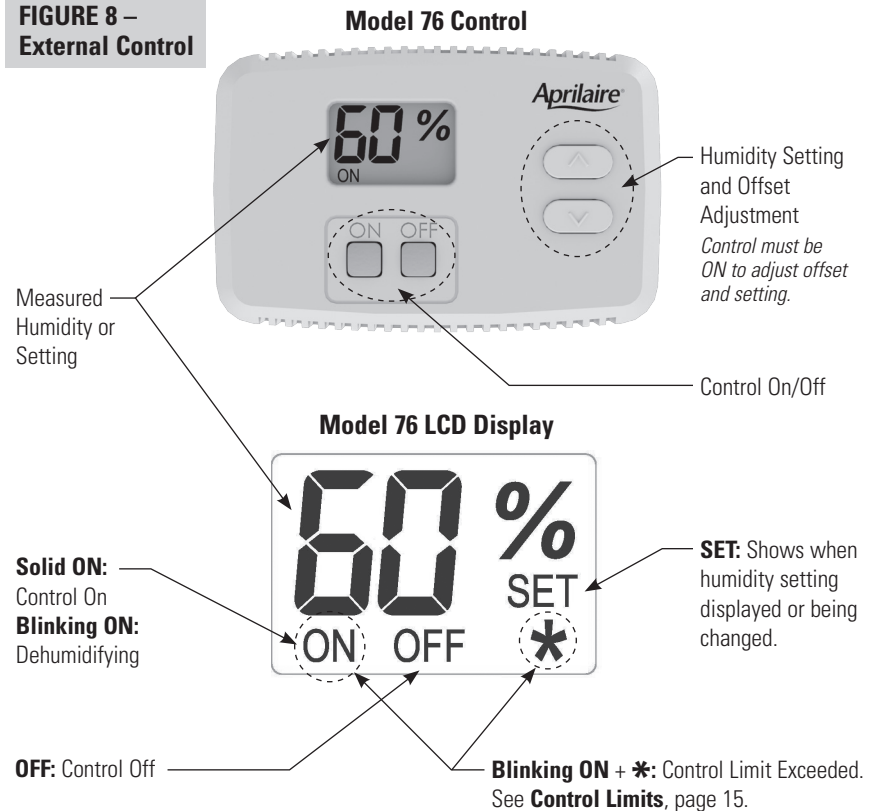 FIGURE 8 –
External Control
Model 76 Control
Aprilaire®
60 %
ON
ON OFF
Humidity Setting
and Offset
Adjustment
Control must be
ON to adjust offset
and setting.
Measured
Humidity or
Setting
Control On/Off
Model 76 LCD Display
60 %
SET
ON OFF *
Solid ON:
Control On
Blinking ON:
Dehumidifying
SET: Shows when
humidity setting
displayed or being
changed.
OFF: Control Off
Blinking ON + *: Control Limit Exceeded.
See Control Limits, page 15.